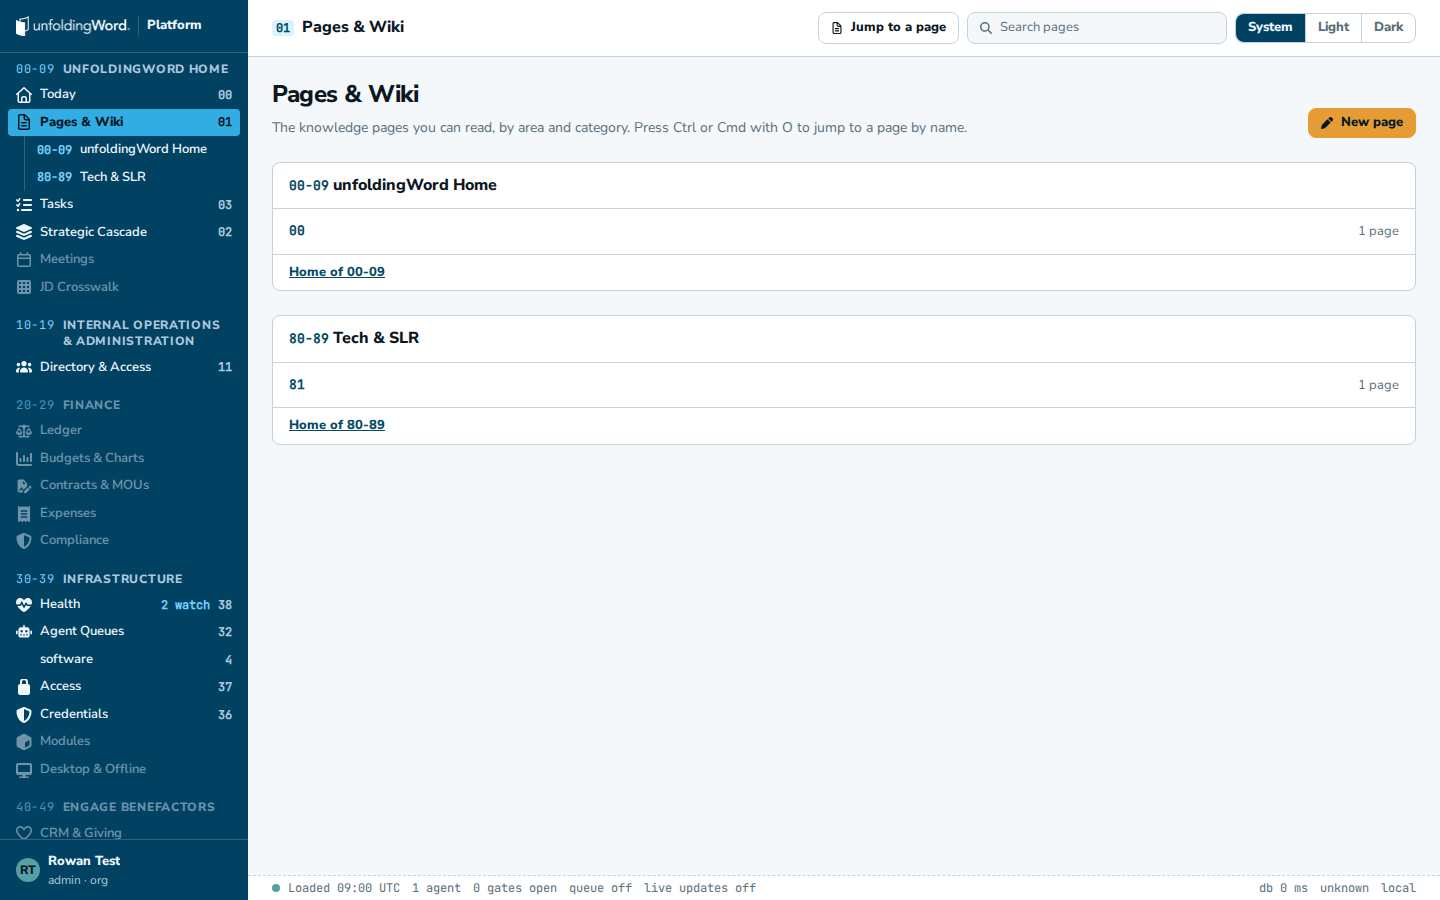 unfoldingWord. Platform
00-09 UNFOLDINGWORD HOME
Today 00
Pages & Wiki 01
00-09 unfoldingWord Home
80-89 Tech & SLR
Tasks 03
Strategic Cascade 02
Meetings
JD Crosswalk
10-19 INTERNAL OPERATIONS
& ADMINISTRATION
Directory & Access 11
20-29 FINANCE
Ledger
Budgets & Charts
Contracts & MOUs
Expenses
Compliance
30-39 INFRASTRUCTURE
Health 2 watch 38
Agent Queues 32
software 4
Access 37
Credentials 36
Modules
Desktop & Offline
40-49 ENGAGE BENEFACTORS
CRM & Giving
RT Rowan Test
admin · org
01 Pages & Wiki
Jump to a page
Search pages
System Light Dark
Pages & Wiki
The knowledge pages you can read, by area and category. Press Ctrl or Cmd with O to jump to a page by name.
New page
00-09 unfoldingWord Home
00 1 page
Home of 00-09
80-89 Tech & SLR
81 1 page
Home of 80-89
Loaded 09:00 UTC 1 agent 0 gates open queue off live updates off
db 0 ms unknown local